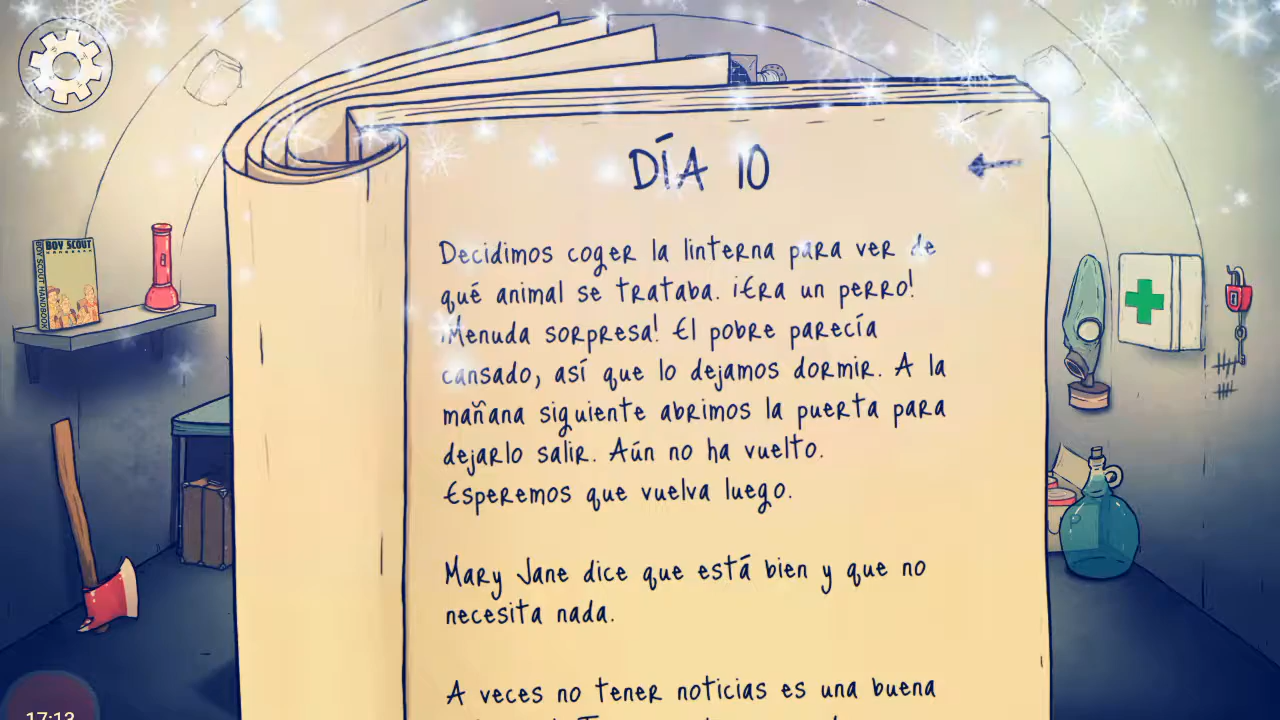 DÍA 10
BOY SCOUT
BOY SCOUT HANDBOOK
Decidimos coger la linterna para ver de
qué animal se trataba. ¡Era un perro!
¡Menuda sorpresa! El pobre parecía
cansado, así que lo dejamos dormir. A la
mañana siguiente abrimos la puerta para
dejarlo salir. Aún no ha vuelto.
Esperemos que vuelva luego.
Mary Jane dice que está bien y que no
necesita nada.
A veces no tener noticias es una buena
17:13